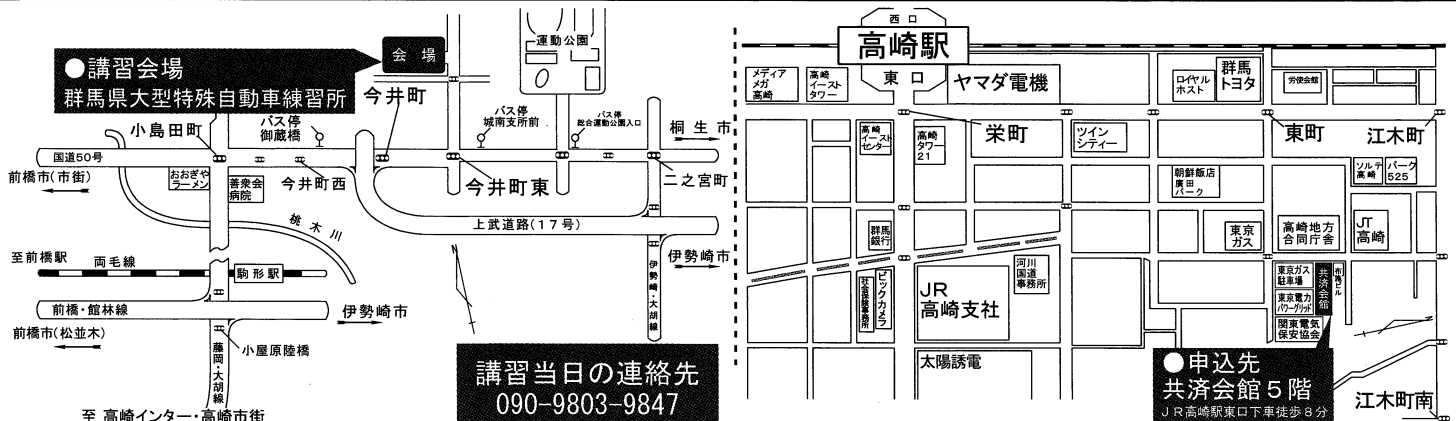 ●講習会場
群馬県大型特殊自動車練習所
会場
運動公園
今井町
小島田町
バス停
御蔵橋
バス停
城南支所前
バス停
総合運動公園入口
桐生市
国道50号
前橋市(市街)
おおぎや
ラーメン
善衆会
病院
今井町西
今井町東
二之宮町
桃木川
上武道路(17号)
至前橋駅
両毛線
駒形駅
伊勢崎市
伊勢崎・大胡線
前橋・館林線
伊勢崎市
前橋市(松並木)
小屋原陸橋
藤岡・大胡線
至 高崎インター・高崎市街
講習当日の連絡先
090-9803-9847
西口
高崎駅
東口
メディア
メガ
高崎
高崎
イースト
タワー
ヤマダ電機
ロイヤル
ホスト
群馬
トヨタ
労使会館
高崎
イースト
センター
高崎
タワー
21
栄町
ツイン
シティー
東町
江木町
朝鮮飯店
廣田
パーク
ソルテ
高崎
パーク
525
群馬
銀行
東京
ガス
高崎地方
合同庁舎
JT
高崎
社会保険事務所
ビックカメラ
JR
高崎支社
河川
国道
事務所
東京ガス
駐車場
共済会館
東京電力
パワーグリッド
関東電気
保安協会
太陽誘電
●申込先
共済会館5階
JR高崎駅東口下車徒歩8分
江木町南